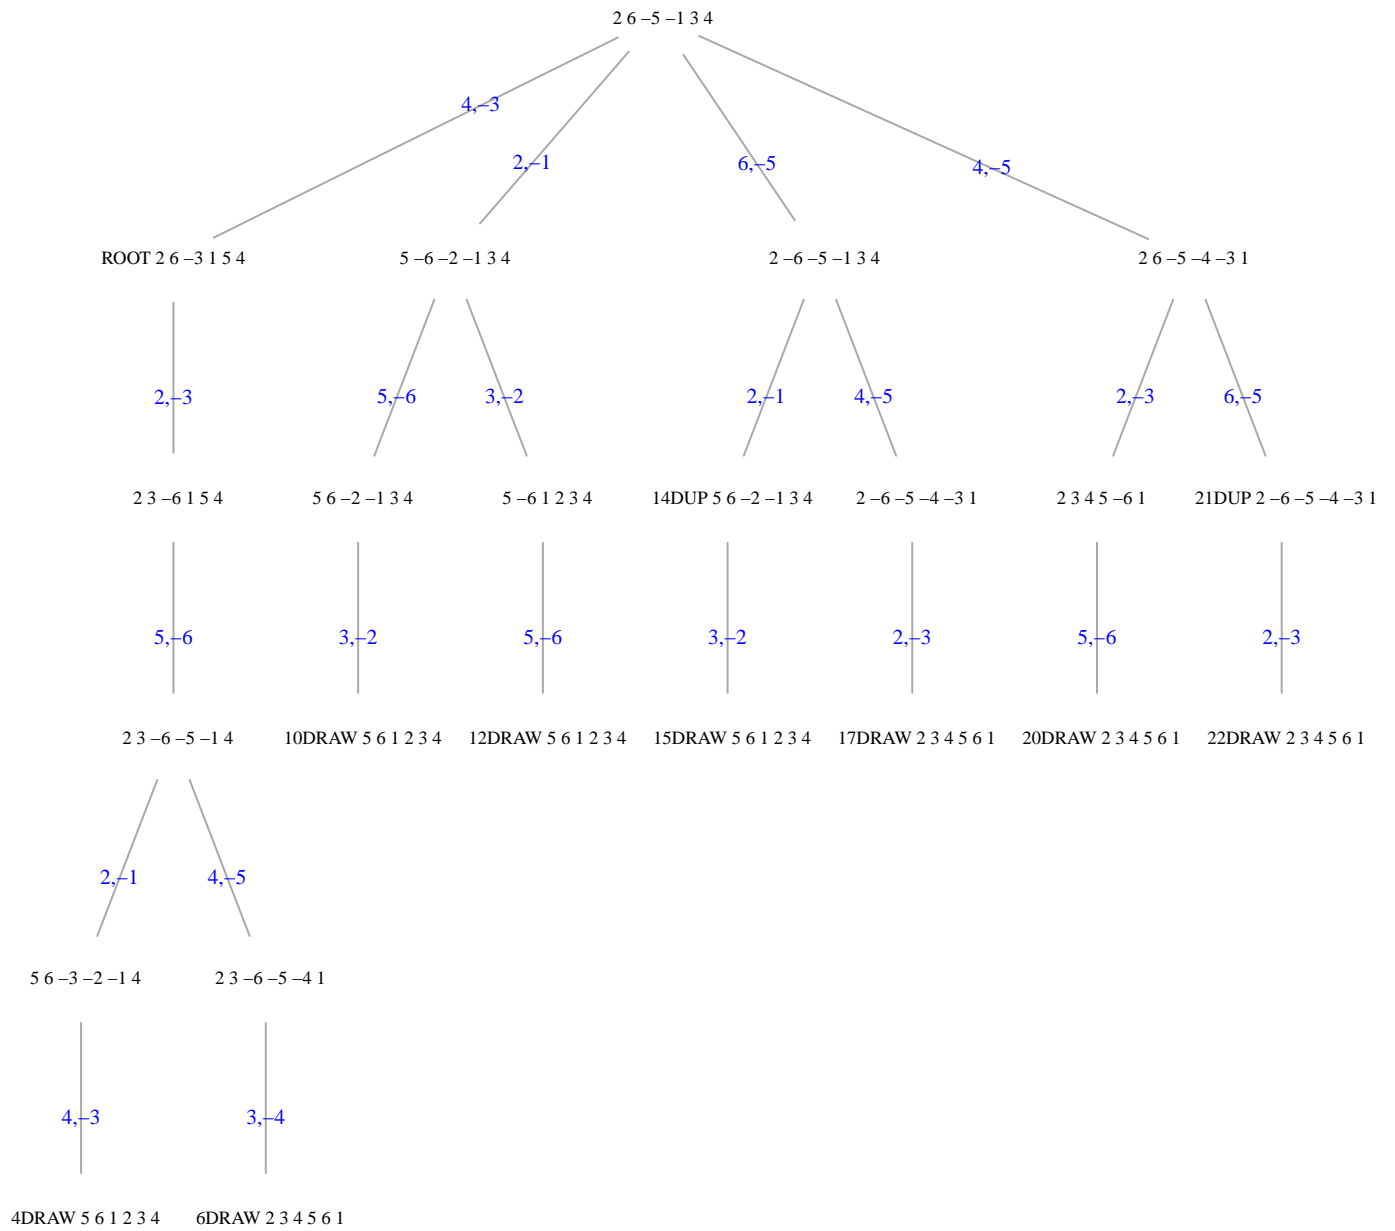 2 6 –5 –1 3 4
4,–3
2,–1
6,–5
4,–5
ROOT 2 6 –3 1 5 4
5 –6 –2 –1 3 4
2 –6 –5 –1 3 4
2 6 –5 –4 –3 1
2,–3
5,–6
3,–2
2,–1
4,–5
2,–3
6,–5
2 3 –6 1 5 4
5 6 –2 –1 3 4
5 –6 1 2 3 4
14DUP 5 6 –2 –1 3 4
2 –6 –5 –4 –3 1
2 3 4 5 –6 1
21DUP 2 –6 –5 –4 –3 1
5,–6
3,–2
5,–6
3,–2
2,–3
5,–6
2,–3
2 3 –6 –5 –1 4
10DRAW 5 6 1 2 3 4
12DRAW 5 6 1 2 3 4
15DRAW 5 6 1 2 3 4
17DRAW 2 3 4 5 6 1
20DRAW 2 3 4 5 6 1
22DRAW 2 3 4 5 6 1
2,–1
4,–5
5 6 –3 –2 –1 4
2 3 –6 –5 –4 1
4,–3
3,–4
4DRAW 5 6 1 2 3 4
6DRAW 2 3 4 5 6 1